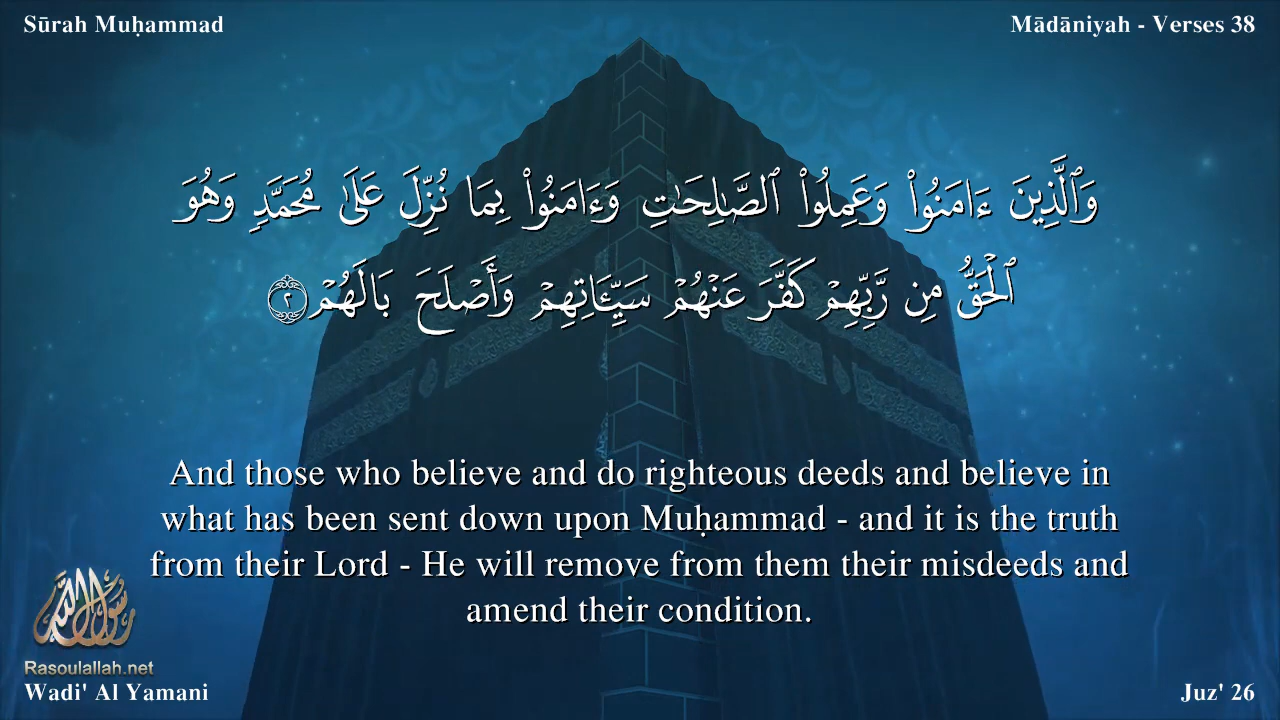 Sūrah Muḥammad
Mādāniyah - Verses 38
وَٱلَّذِينَ ءَامَنُوا۟ وَعَمِلُوا۟ ٱلصَّـٰلِحَـٰتِ وَءَامَنُوا۟ بِمَا نُزِّلَ عَلَىٰ مُحَمَّدٍ وَهُوَ
ٱلْحَقُّ مِن رَّبِّهِمْ كَفَّرَ عَنْهُمْ سَيِّـَٔاتِهِمْ وَأَصْلَحَ بَالَهُمْ ٢
And those who believe and do righteous deeds and believe in
what has been sent down upon Muḥammad - and it is the truth
from their Lord - He will remove from them their misdeeds and
amend their condition.
رسول الله
Rasoulallah.net
Wadi' Al Yamani
Juz' 26